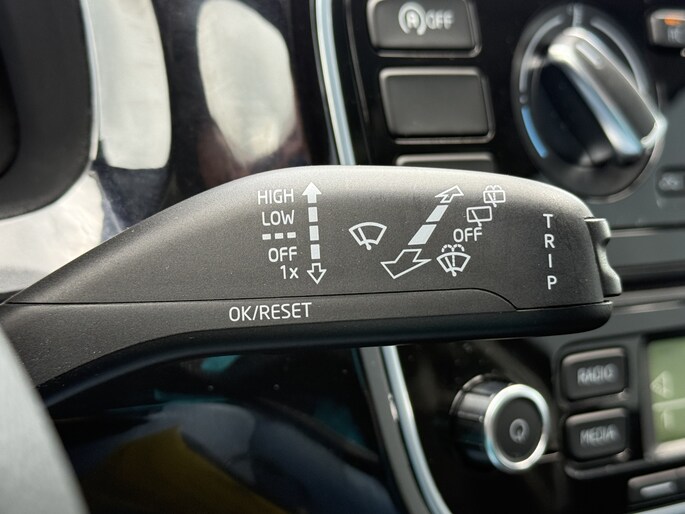 OFF
HIGH
LOW
OFF
1x
OFF
TRIP
OK/RESET
RADIO
MEDIA